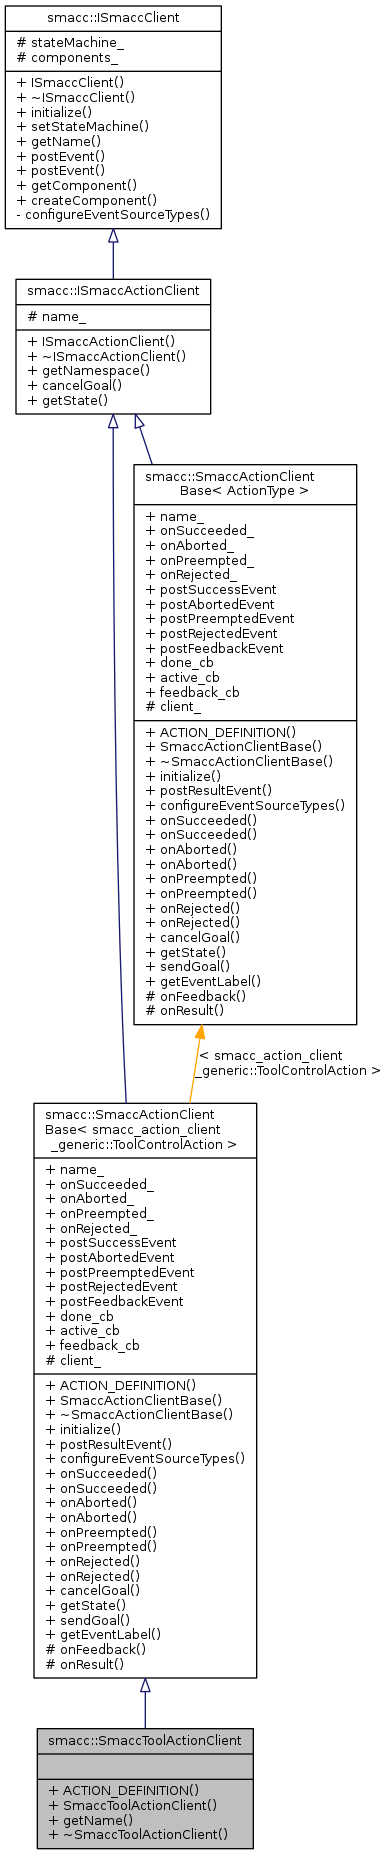 smacc::ISmaccClient
# stateMachine_
# components_
+ ISmaccClient()
+ ~ISmaccClient()
+ initialize()
+ setStateMachine()
+ getName()
+ postEvent()
+ postEvent()
+ getComponent()
+ createComponent()
- configureEventSourceTypes()
smacc::ISmaccActionClient
# name_
+ ISmaccActionClient()
+ ~ISmaccActionClient()
+ getNamespace()
+ cancelGoal()
+ getState()
smacc::SmaccActionClient
Base< ActionType >
+ name_
+ onSucceeded_
+ onAborted_
+ onPreempted_
+ onRejected_
+ postSuccessEvent
+ postAbortedEvent
+ postPreemptedEvent
+ postRejectedEvent
+ postFeedbackEvent
+ done_cb
+ active_cb
+ feedback_cb
# client_
+ ACTION_DEFINITION()
+ SmaccActionClientBase()
+ ~SmaccActionClientBase()
+ initialize()
+ postResultEvent()
+ configureEventSourceTypes()
+ onSucceeded()
+ onSucceeded()
+ onAborted()
+ onAborted()
+ onPreempted()
+ onPreempted()
+ onRejected()
+ onRejected()
+ cancelGoal()
+ getState()
+ sendGoal()
+ getEventLabel()
# onFeedback()
# onResult()
< smacc_action_client
_generic::ToolControlAction >
smacc::SmaccActionClient
Base< smacc_action_client
_generic::ToolControlAction >
+ name_
+ onSucceeded_
+ onAborted_
+ onPreempted_
+ onRejected_
+ postSuccessEvent
+ postAbortedEvent
+ postPreemptedEvent
+ postRejectedEvent
+ postFeedbackEvent
+ done_cb
+ active_cb
+ feedback_cb
# client_
+ ACTION_DEFINITION()
+ SmaccActionClientBase()
+ ~SmaccActionClientBase()
+ initialize()
+ postResultEvent()
+ configureEventSourceTypes()
+ onSucceeded()
+ onSucceeded()
+ onAborted()
+ onAborted()
+ onPreempted()
+ onPreempted()
+ onRejected()
+ onRejected()
+ cancelGoal()
+ getState()
+ sendGoal()
+ getEventLabel()
# onFeedback()
# onResult()
smacc::SmaccToolActionClient
+ ACTION_DEFINITION()
+ SmaccToolActionClient()
+ getName()
+ ~SmaccToolActionClient()